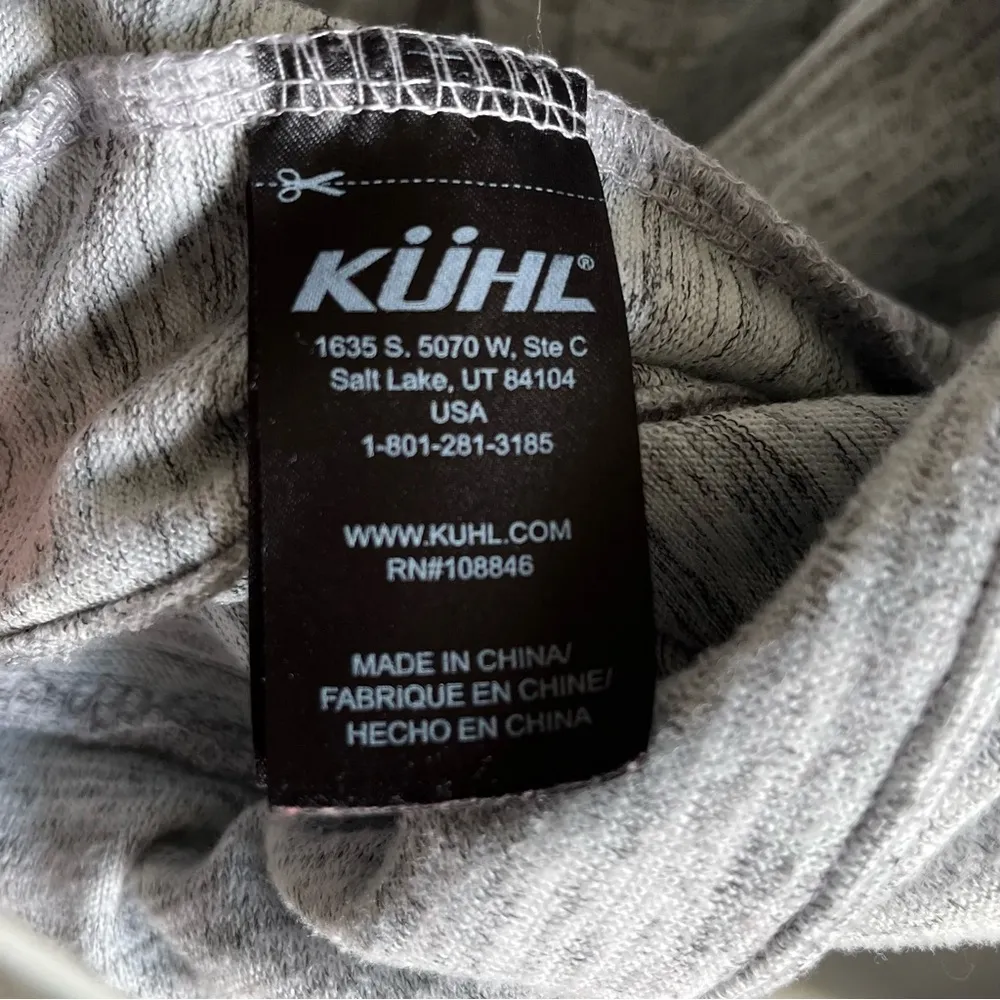 KÜHL®
1635 S. 5070 W, Ste C
Salt Lake, UT 84104
USA
1-801-281-3185
WWW.KUHL.COM
RN#108846
MADE IN CHINA/
FABRIQUE EN CHINE/
HECHO EN CHINA